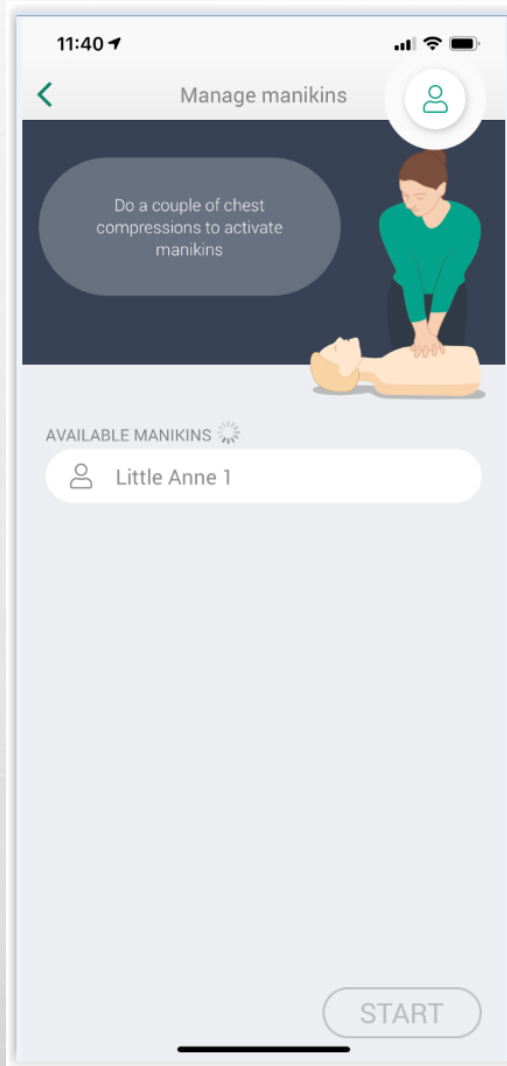 11:40
Manage manikins
Do a couple of chest
compressions to activate
manikins
AVAILABLE MANIKINS
Little Anne 1
START